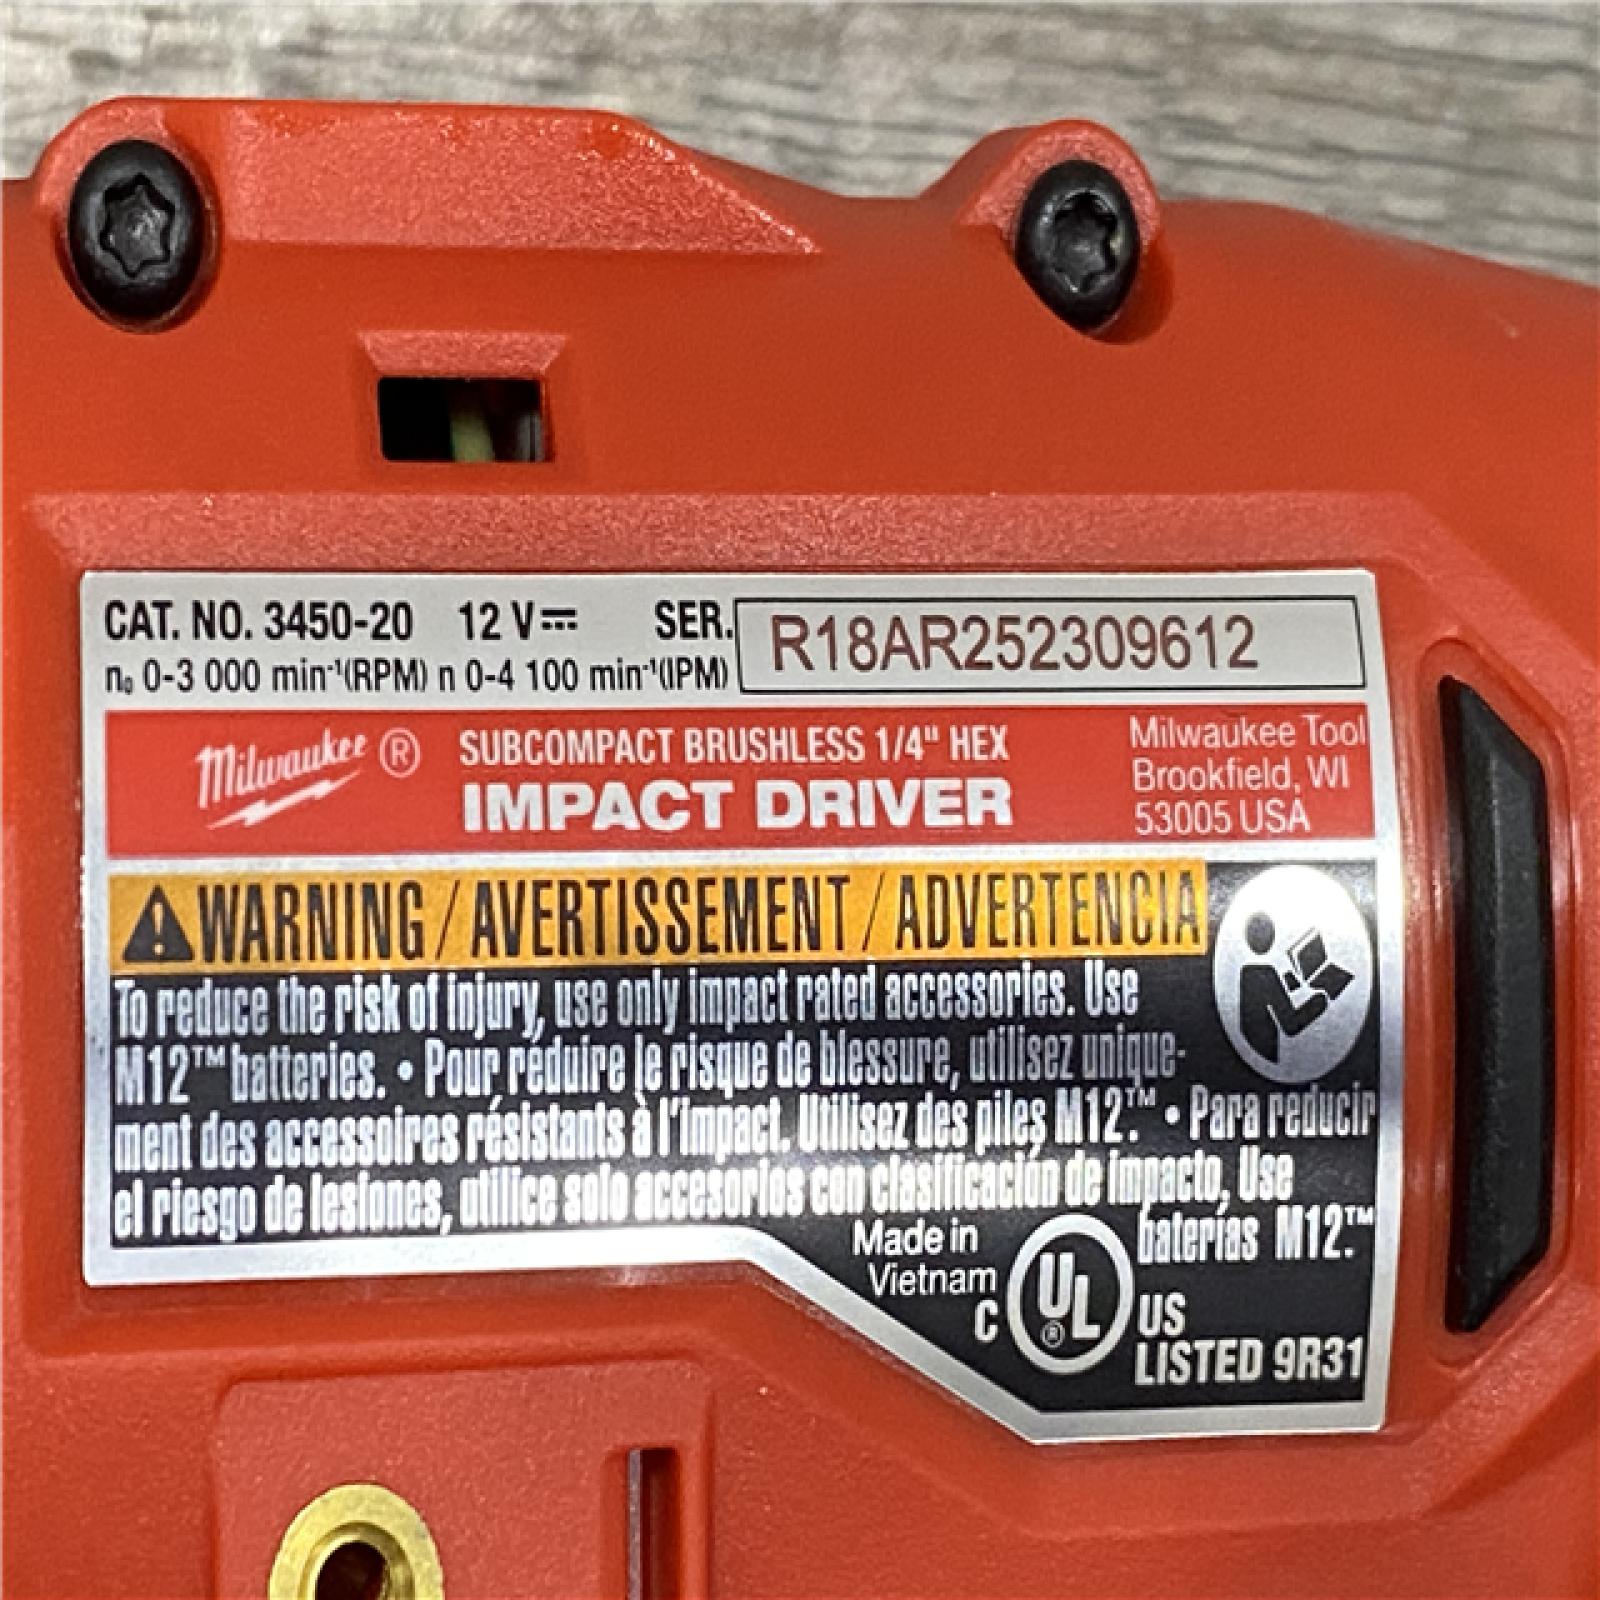 CAT. NO. 3450-20 12 V⎓ SER. R18AR252309612
n₀ 0-3 000 min⁻¹(RPM) n 0-4 100 min⁻¹(IPM)
Milwaukee ® SUBCOMPACT BRUSHLESS 1/4" HEX
IMPACT DRIVER
Milwaukee Tool
Brookfield, WI
53005 USA
WARNING / AVERTISSEMENT / ADVERTENCIA
To reduce the risk of injury, use only impact rated accessories. Use
M12™ batteries. • Pour réduire le risque de blessure, utilisez unique-
ment des accessoires résistants à l'impact. Utilisez des piles M12™. • Para reducir
el riesgo de lesiones, utilice solo accesorios con clasificación de impacto, Use
baterías M12™.
Made in
Vietnam
C UL ® US
LISTED 9R31